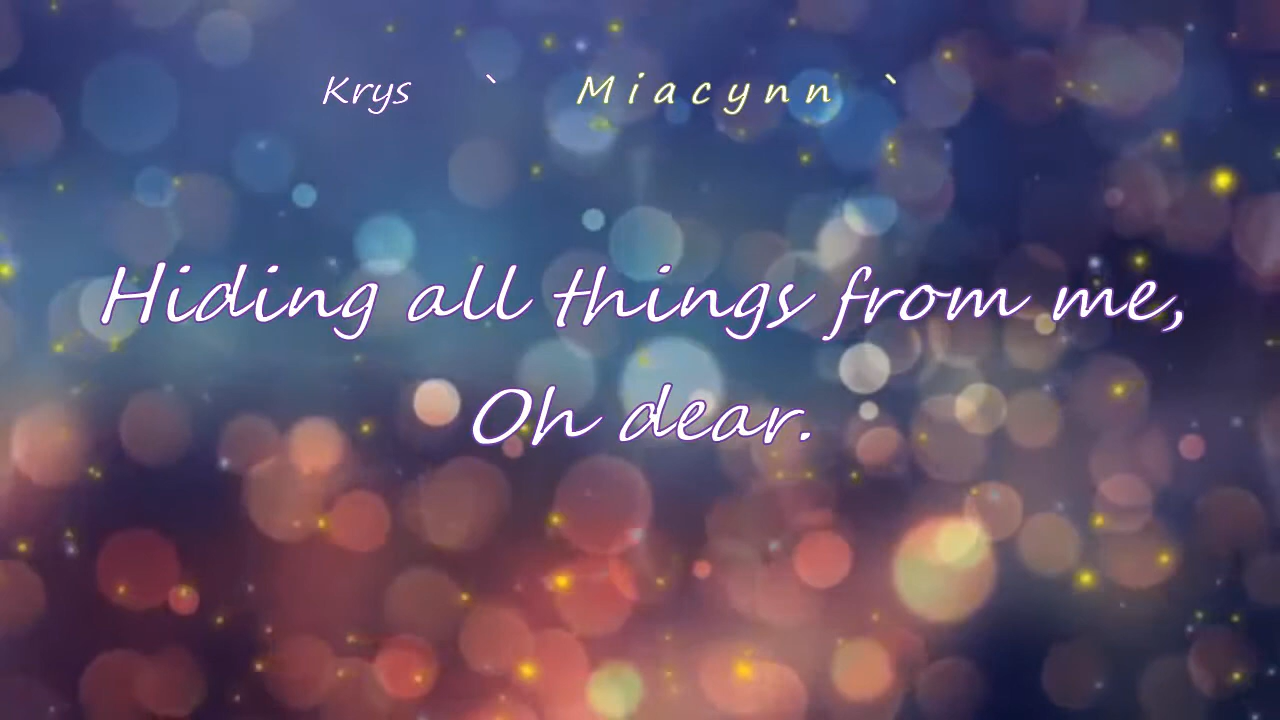 Krys ` Miacynn `
Hiding all things from me,
Oh dear.